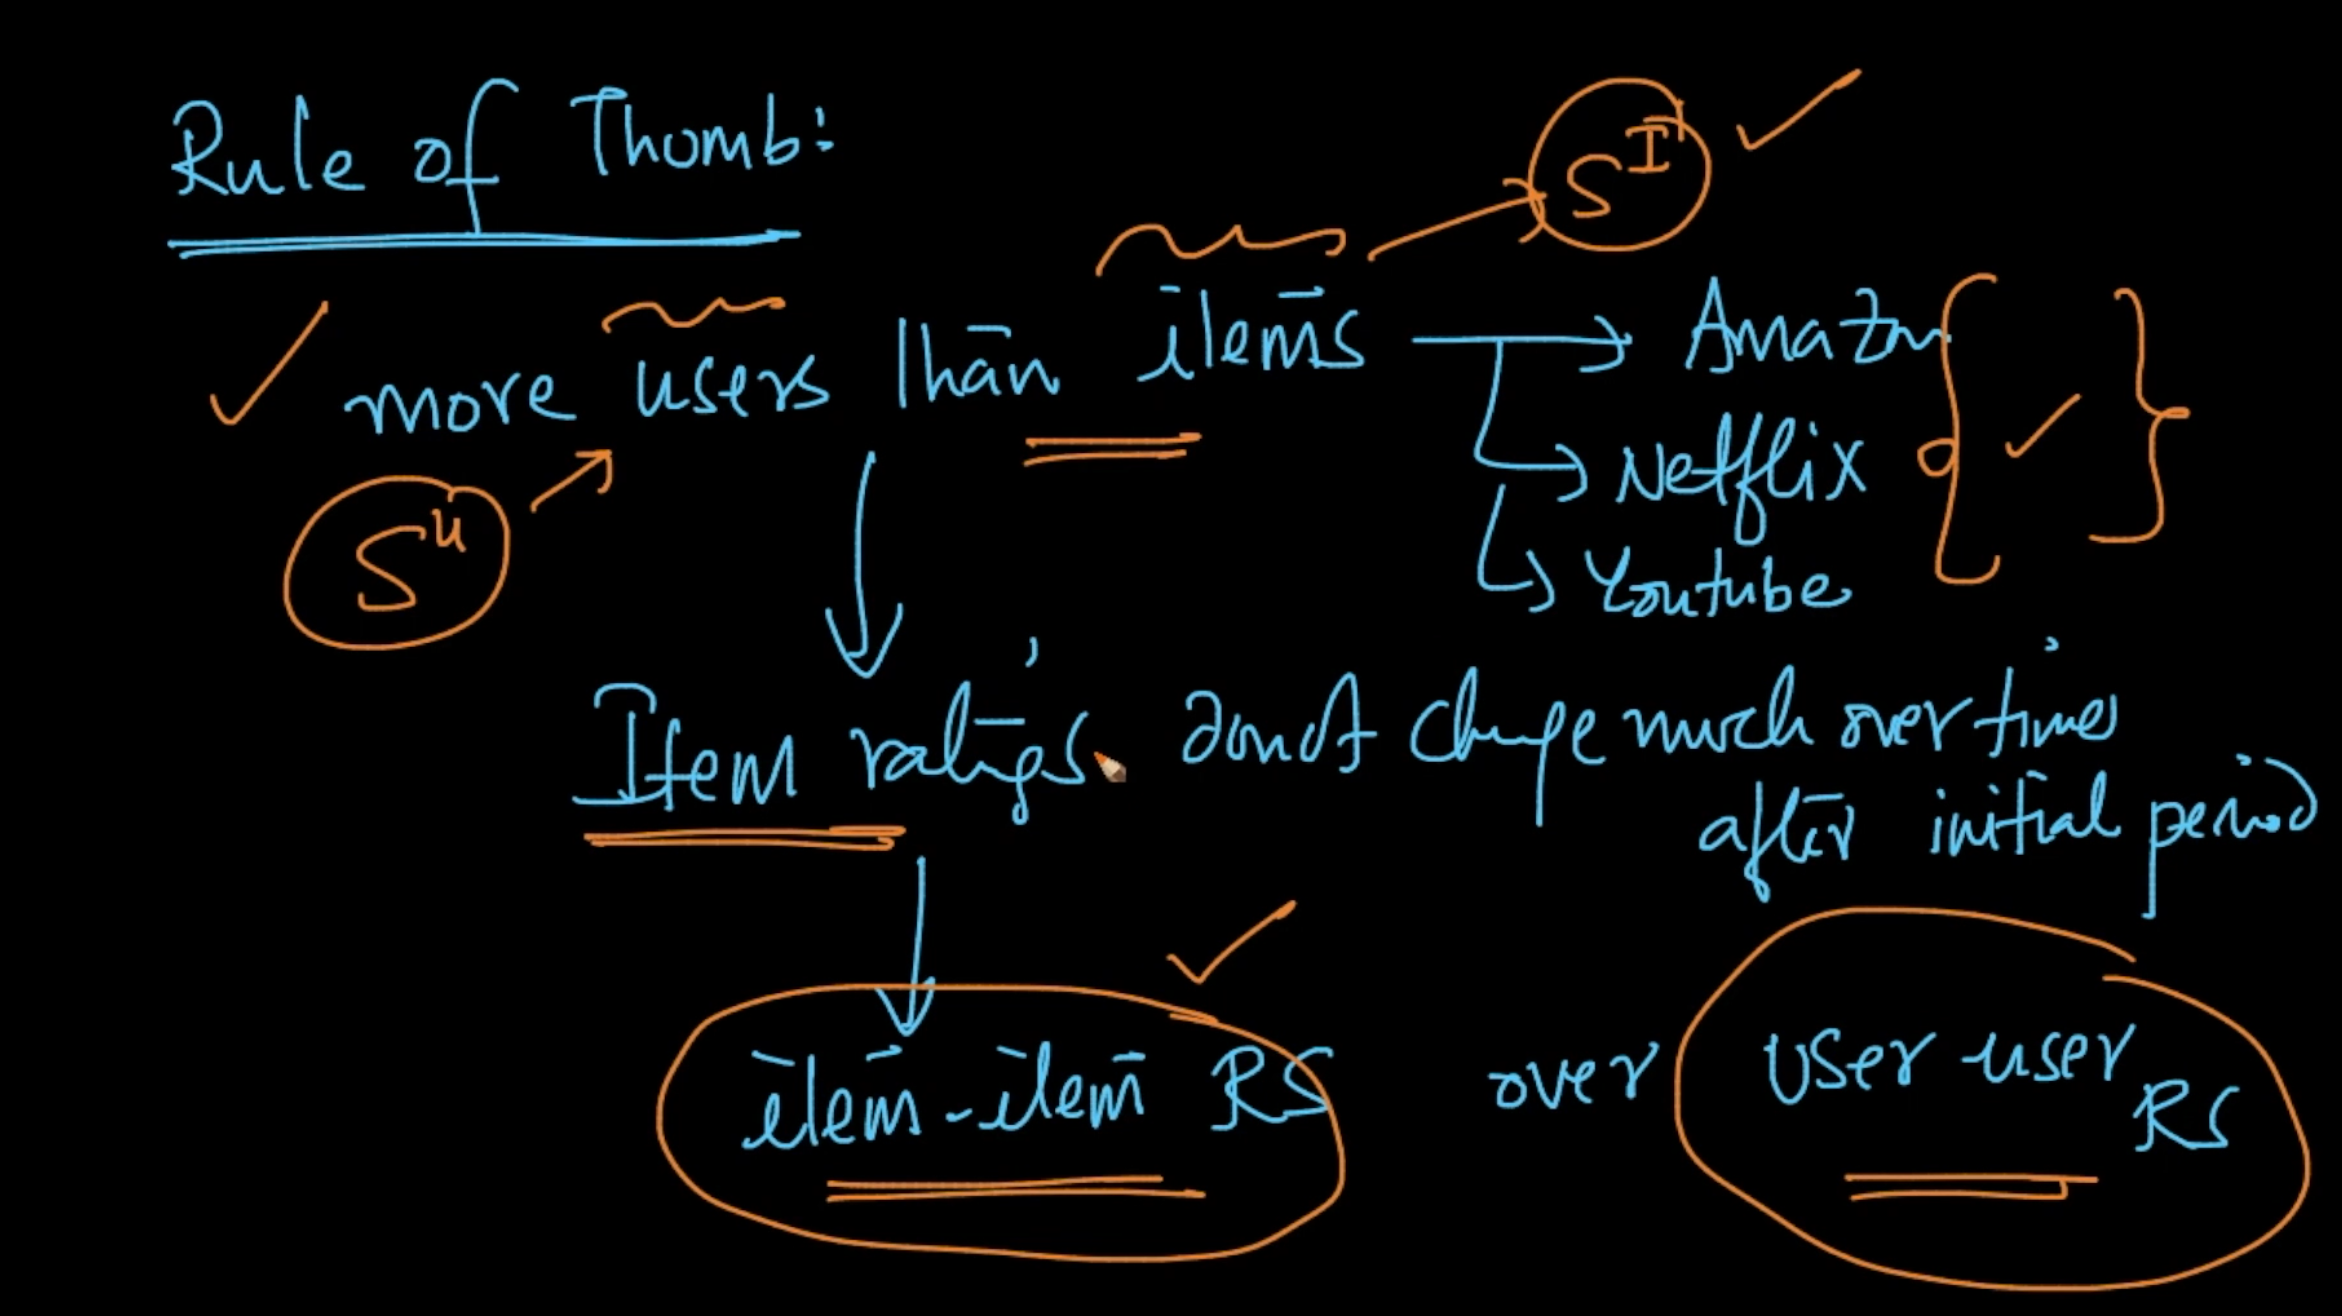 Rule of Thumb:
S^I
more users than items → Amazon
→ Netflix
→ Youtube
S^u
Item ratings don't change much over time
after initial period
item-item RS over user user RS